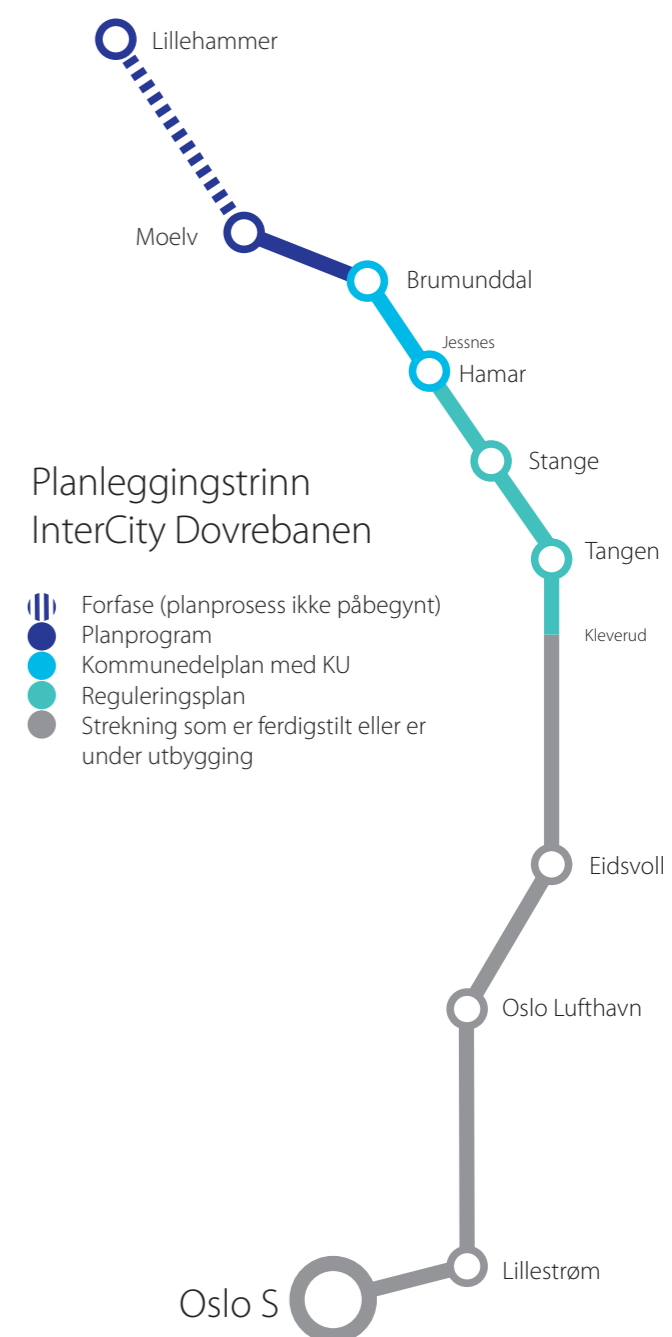 Lillehammer
Moelv
Brumunddal
Jessnes
Hamar
Stange
Planleggingstrinn
InterCity Dovrebanen
Tangen
Forfase (planprosess ikke påbegynt)
Planprogram
Kleverud
Kommunedelplan med KU
Reguleringsplan
Strekning som er ferdigstilt eller er
under utbygging
Eidsvoll
Oslo Lufthavn
Lillestrøm
Oslo S